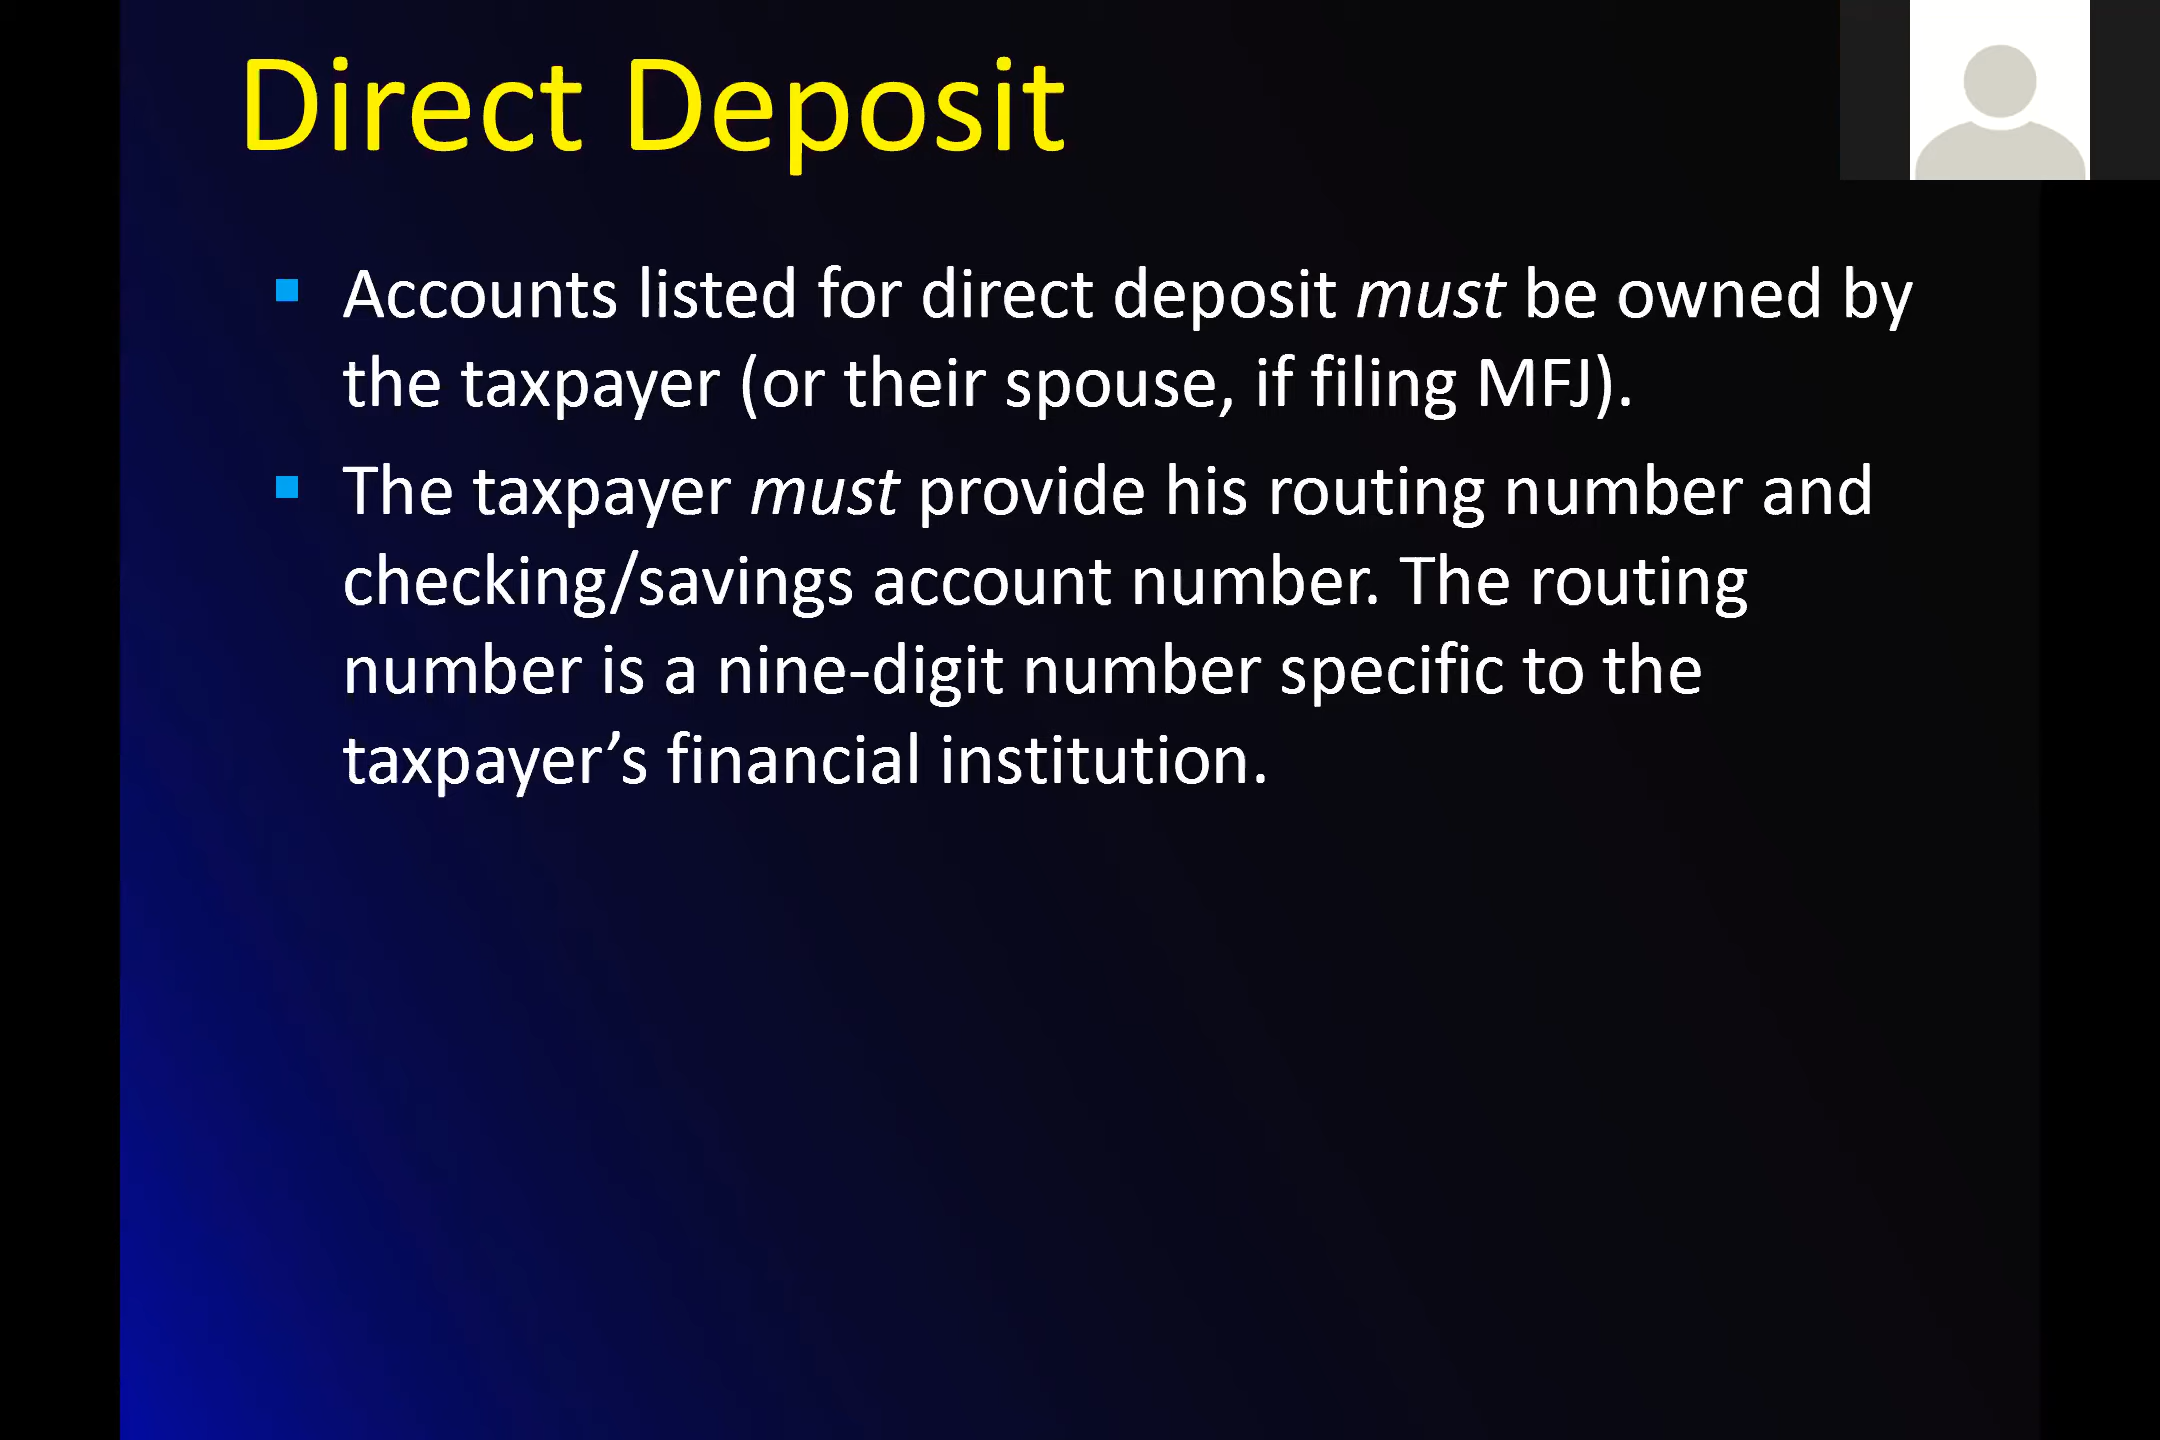 Direct Deposit
Accounts listed for direct deposit must be owned by
the taxpayer (or their spouse, if filing MFJ).
The taxpayer must provide his routing number and
checking/savings account number. The routing
number is a nine-digit number specific to the
taxpayer’s financial institution.